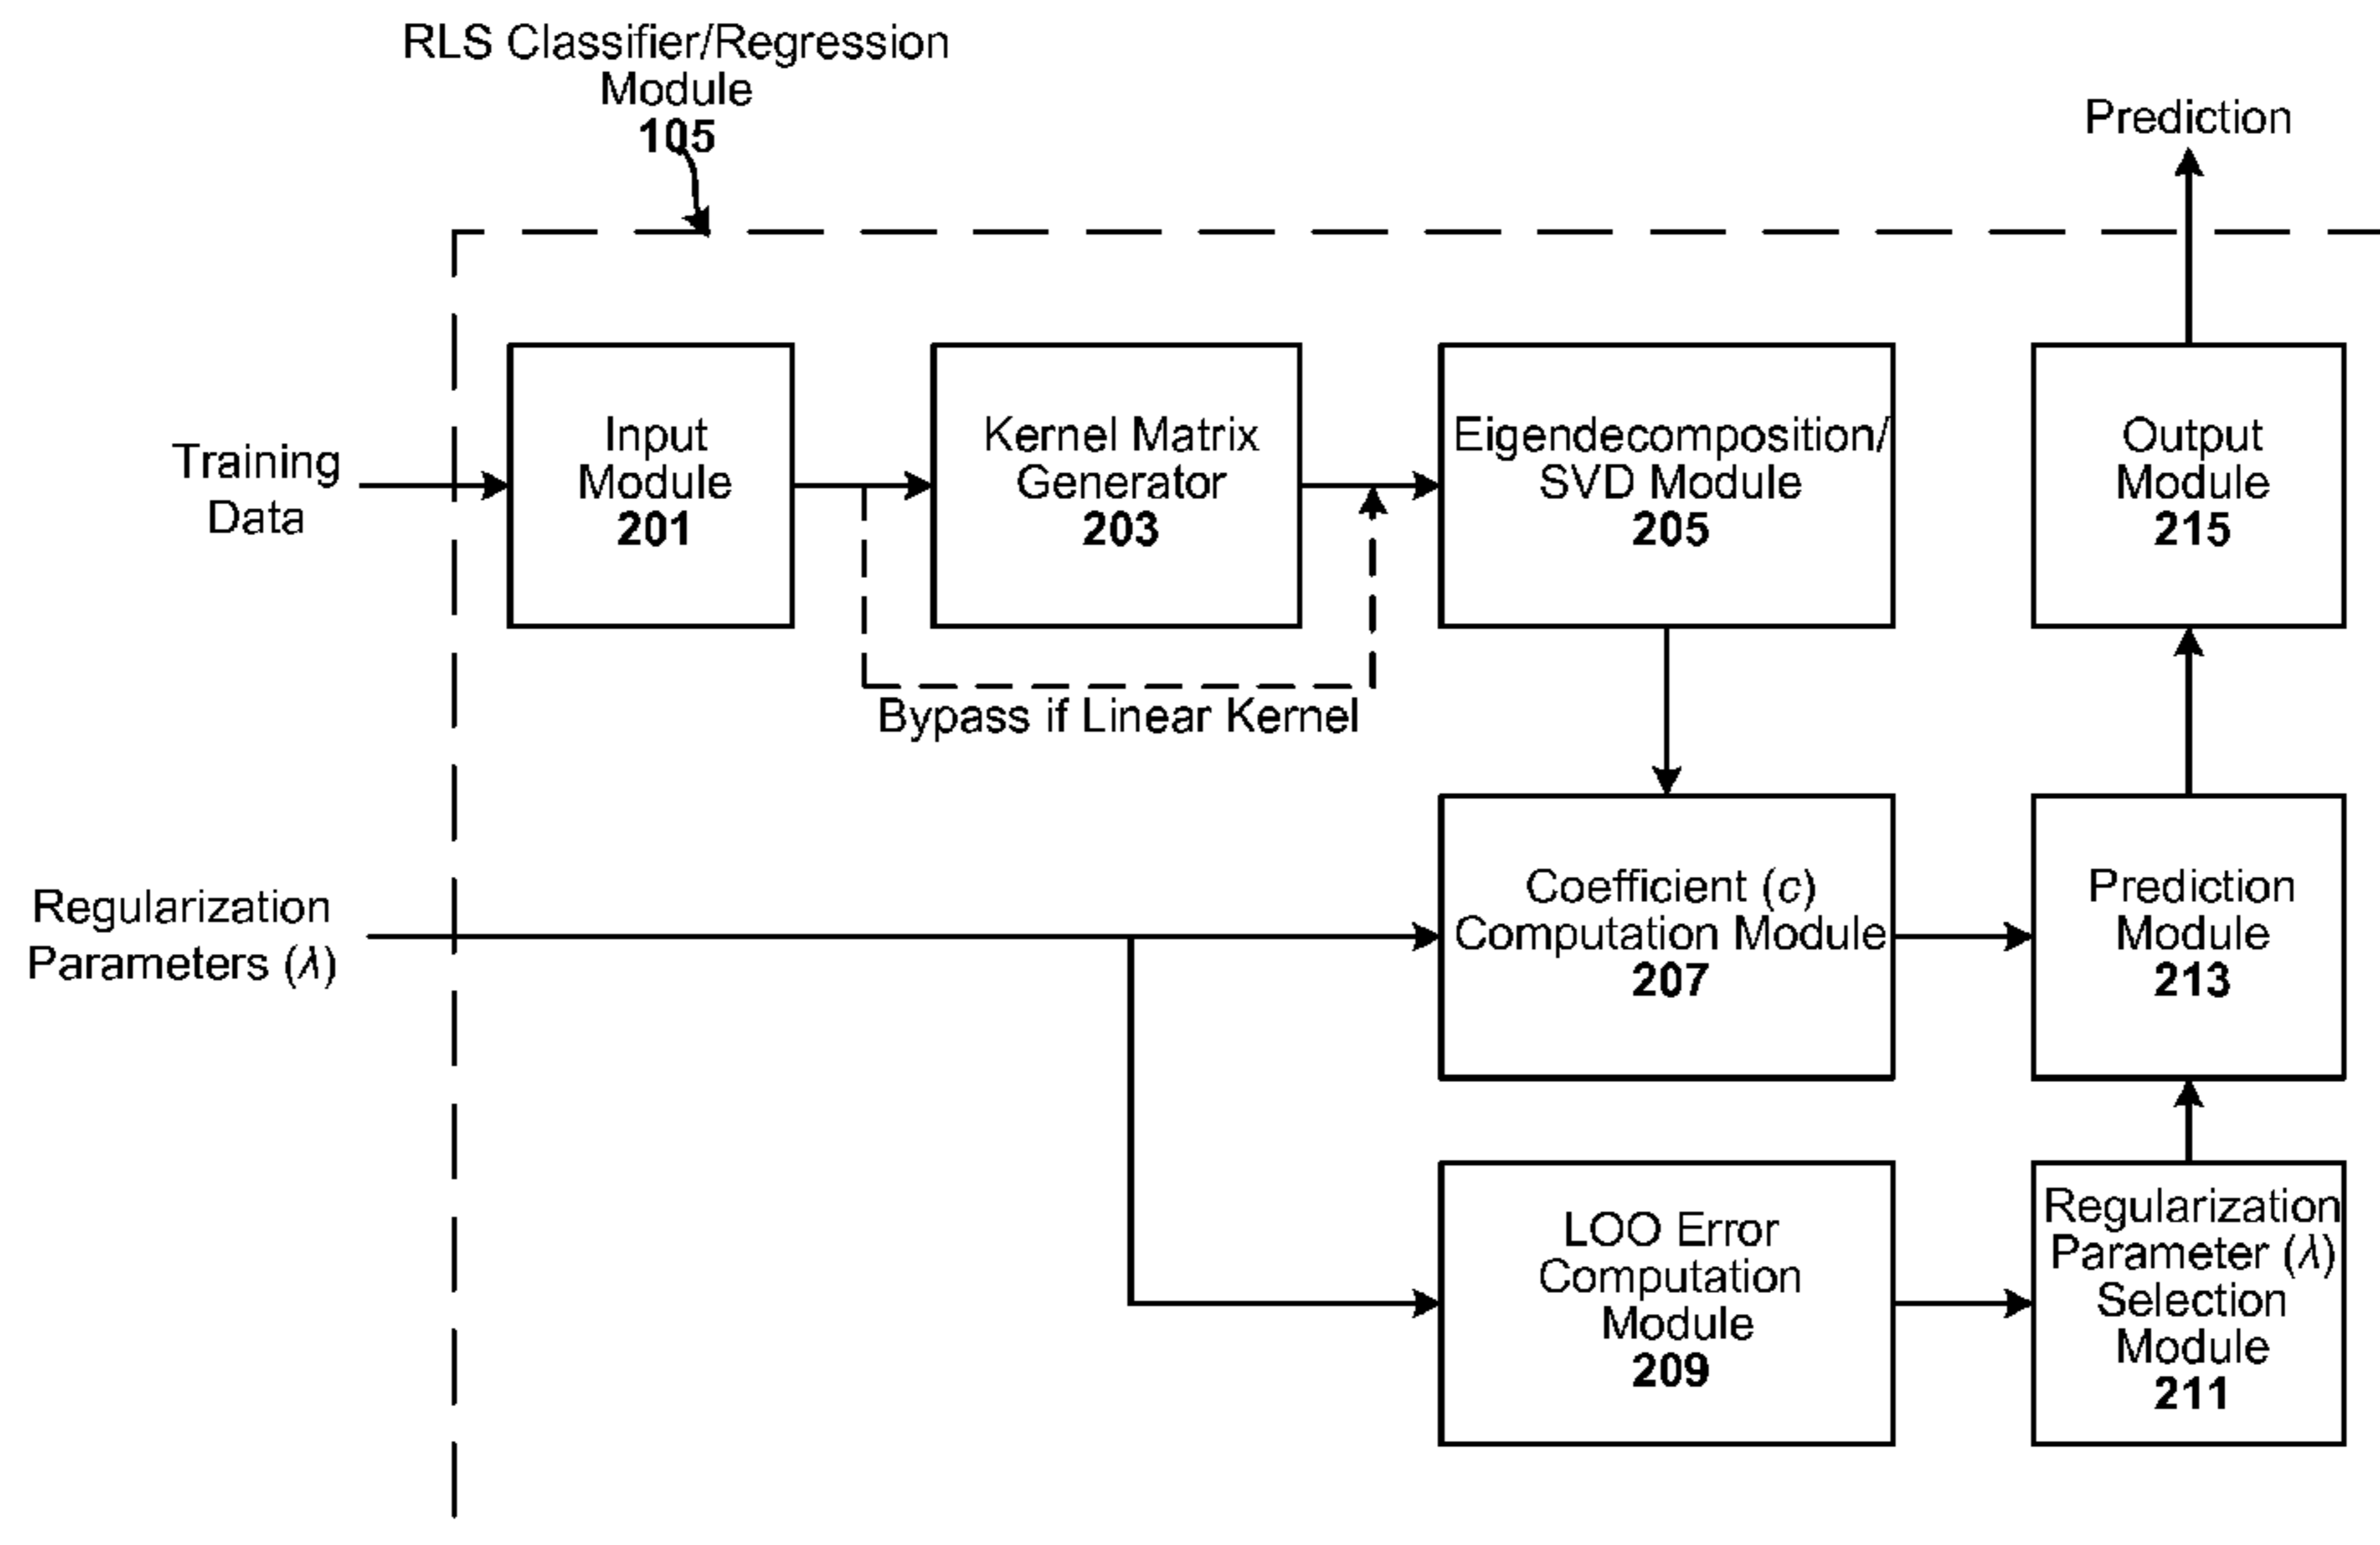 RLS Classifier/Regression
Module
105
Prediction
Training
Data
Input
Module
201
Kernel Matrix
Generator
203
Eigendecomposition/
SVD Module
205
Output
Module
215
Bypass if Linear Kernel
Regularization
Parameters (λ)
Coefficient (c)
Computation Module
207
Prediction
Module
213
LOO Error
Computation
Module
209
Regularization
Parameter (λ)
Selection
Module
211